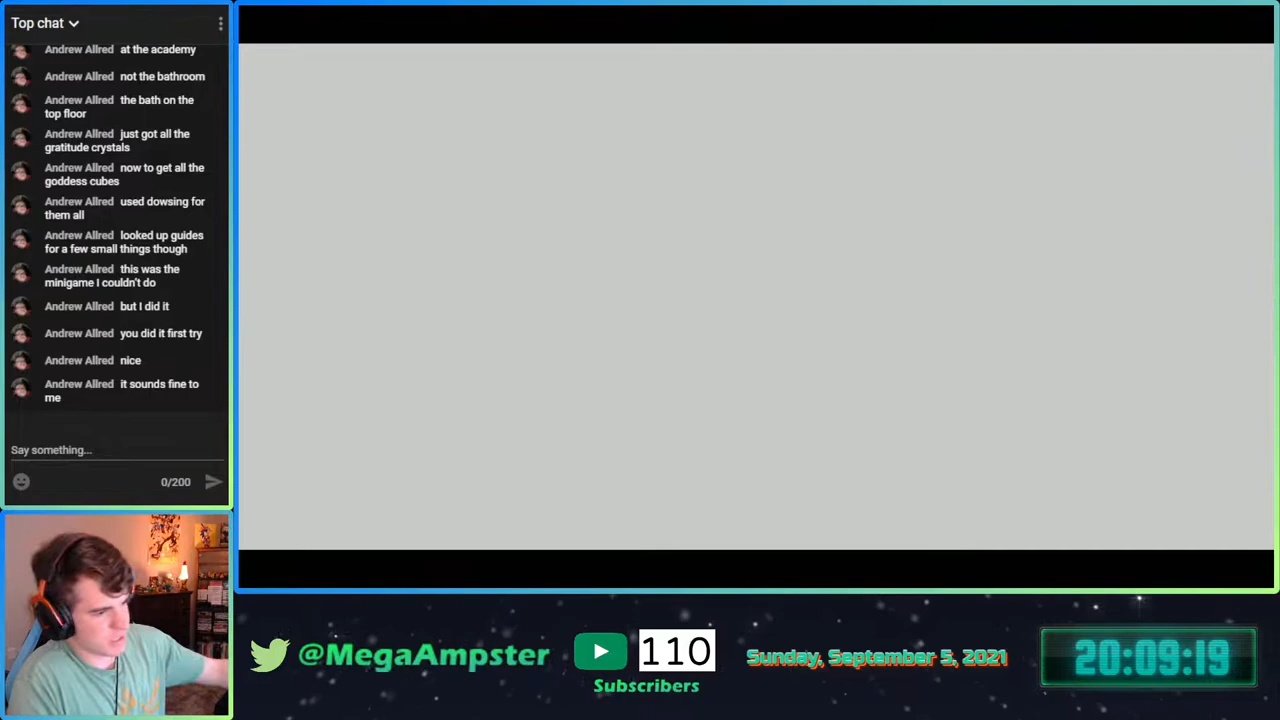 Top chat
Andrew Allred at the academy
Andrew Allred not the bathroom
Andrew Allred the bath on the
top floor
Andrew Allred just got all the
gratitude crystals
Andrew Allred now to get all the
goddess cubes
Andrew Allred used dowsing for
them all
Andrew Allred looked up guides
for a few small things though
Andrew Allred this was the
minigame I couldn't do
Andrew Allred but I did it
Andrew Allred you did it first try
Andrew Allred nice
Andrew Allred it sounds fine to
me
Say something...
0/200
@MegaAmpster
110
Subscribers
Sunday, September 5, 2021
20:09:19